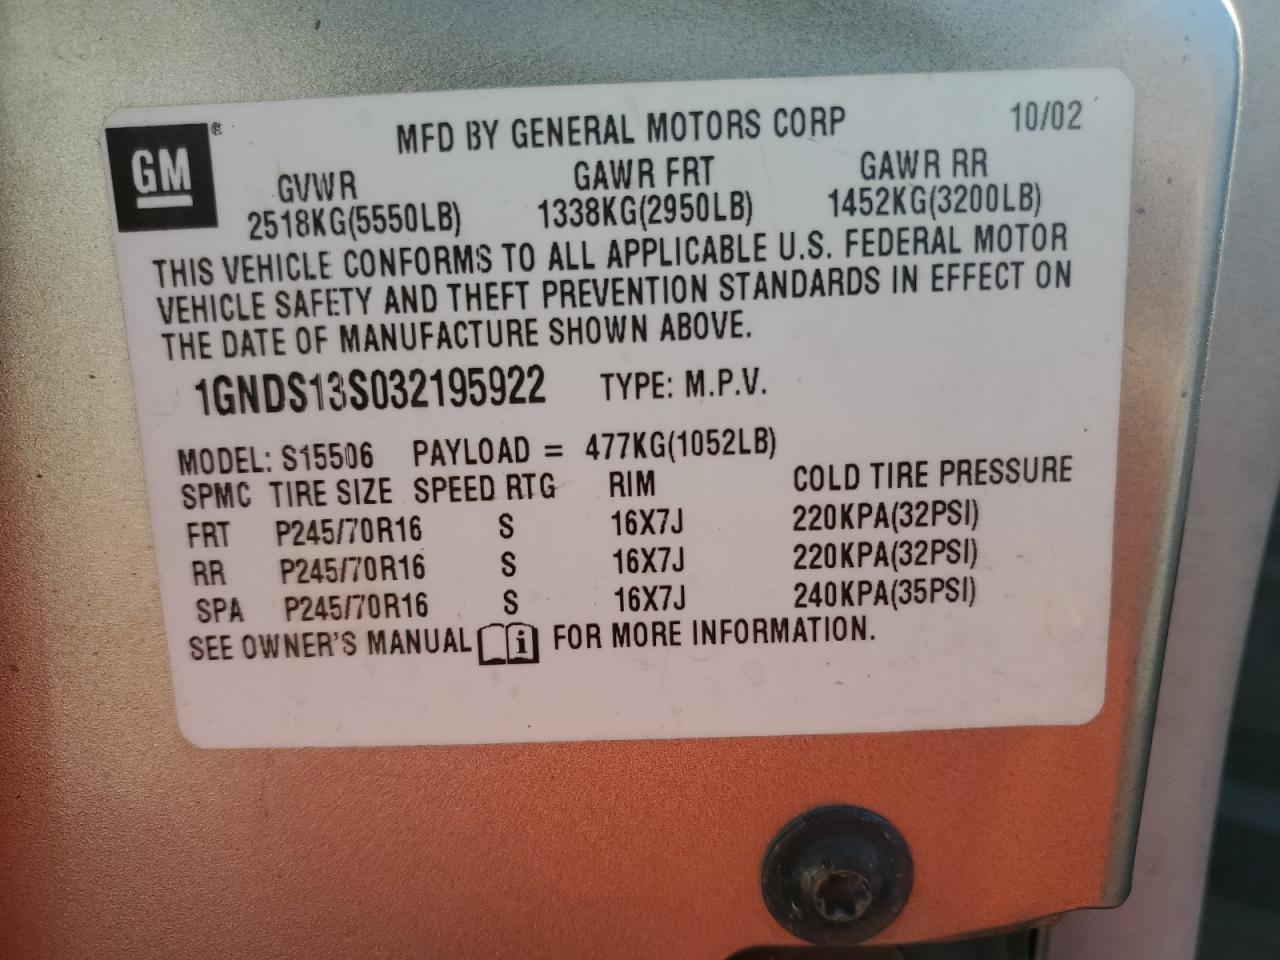 GM®
MFD BY GENERAL MOTORS CORP 10/02
GVWR GAWR FRT GAWR RR
2518KG(5550LB) 1338KG(2950LB) 1452KG(3200LB)
THIS VEHICLE CONFORMS TO ALL APPLICABLE U.S. FEDERAL MOTOR
VEHICLE SAFETY AND THEFT PREVENTION STANDARDS IN EFFECT ON
THE DATE OF MANUFACTURE SHOWN ABOVE.
1GNDS13S032195922 TYPE: M.P.V.
MODEL: S15506 PAYLOAD = 477KG(1052LB)
SPMC TIRE SIZE SPEED RTG RIM COLD TIRE PRESSURE
FRT P245/70R16 S 16X7J 220KPA(32PSI)
RR P245/70R16 S 16X7J 220KPA(32PSI)
SPA P245/70R16 S 16X7J 240KPA(35PSI)
SEE OWNER'S MANUAL i FOR MORE INFORMATION.